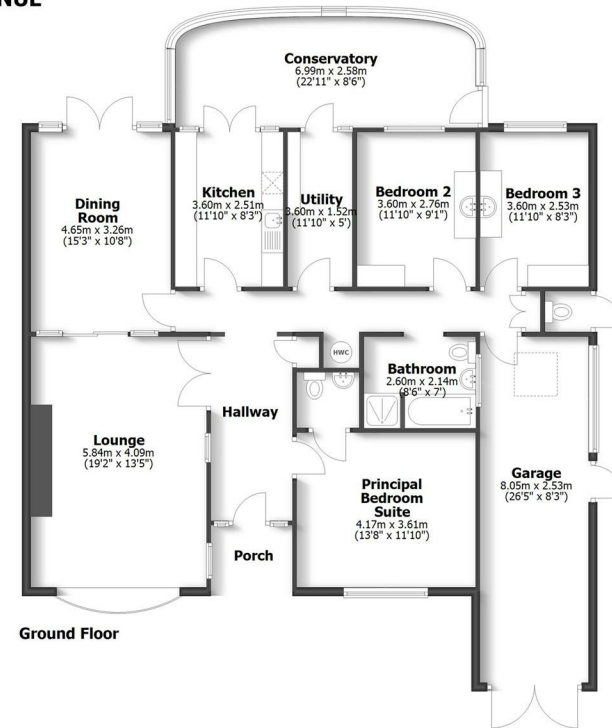 Conservatory
6.99m x 2.58m
(22'11" x 8'6")
Dining
Room
4.65m x 3.26m
(15'3" x 10'8")
Kitchen
3.60m x 2.51m
(11'10" x 8'3")
Utility
3.60m x 1.52m
(11'10" x 5')
Bedroom 2
3.60m x 2.76m
(11'10" x 9'1")
Bedroom 3
3.60m x 2.53m
(11'10" x 8'3")
HWC
Bathroom
2.60m x 2.14m
(8'6" x 7')
Hallway
Lounge
5.84m x 4.09m
(19'2" x 13'5")
Principal
Bedroom
Suite
4.17m x 3.61m
(13'8" x 11'10")
Garage
8.05m x 2.53m
(26'5" x 8'3")
Porch
Ground Floor